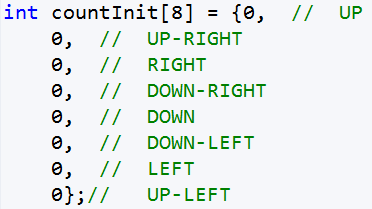 int countInit[8] = {0,  //  UP
    0,  //  UP-RIGHT
    0,  //  RIGHT
    0,  //  DOWN-RIGHT
    0,  //  DOWN
    0,  //  DOWN-LEFT
    0,  //  LEFT
    0};//   UP-LEFT